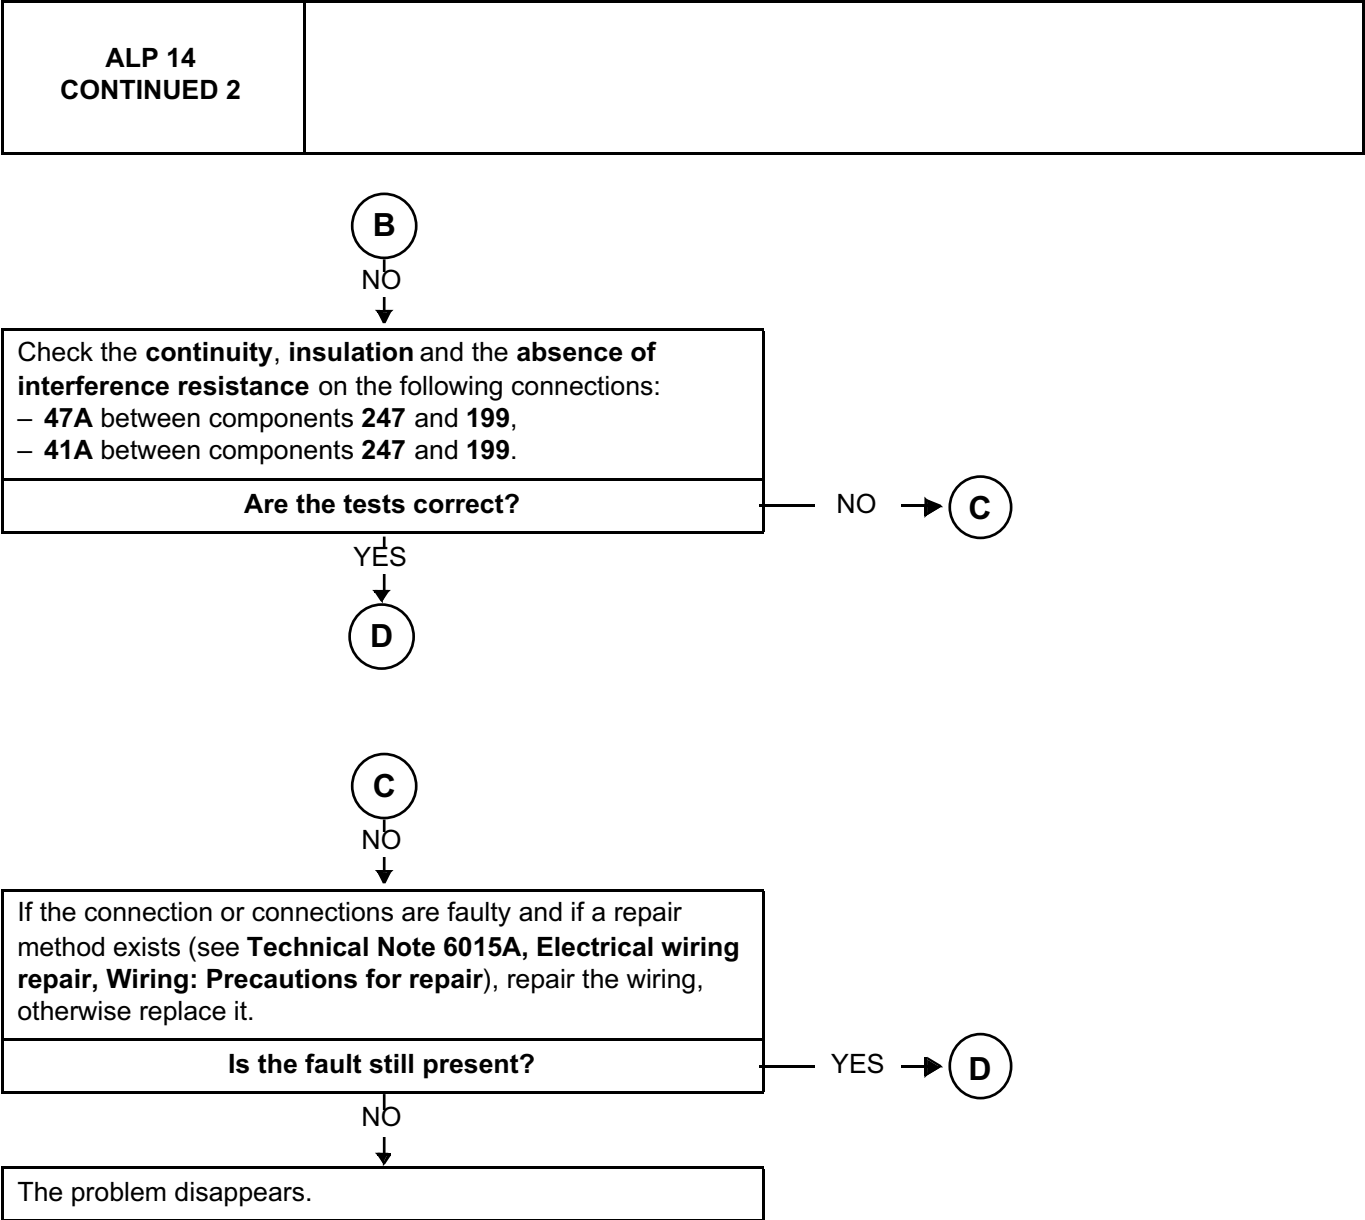 ALP 14
CONTINUED 2
B
NO
Check the continuity, insulation and the absence of
interference resistance on the following connections:
– 47A between components 247 and 199,
– 41A between components 247 and 199.
Are the tests correct?
NO
C
YES
D
C
NO
If the connection or connections are faulty and if a repair
method exists (see Technical Note 6015A, Electrical wiring
repair, Wiring: Precautions for repair), repair the wiring,
otherwise replace it.
Is the fault still present?
YES
D
NO
The problem disappears.